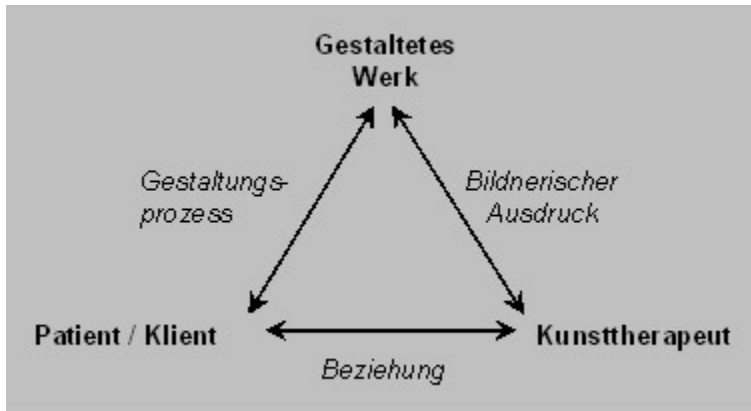 Gestaltetes
Werk
Gestaltungs-
prozess
Bildnerischer
Ausdruck
Patient / Klient
Kunsttherapeut
Beziehung